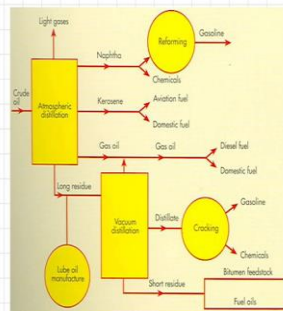 Light gases
Naphtha
Reforming
Gasoline
Chemicals
Crude
oil
Atmospheric
distillation
Kerosene
Aviation fuel
Domestic fuel
Gas oil
Gas oil
Diesel fuel
Domestic fuel
Long residue
Vacuum
distillation
Distillate
Cracking
Gasoline
Chemicals
Lube oil
manufacture
Short residue
Bitumen feedstock
Fuel oils